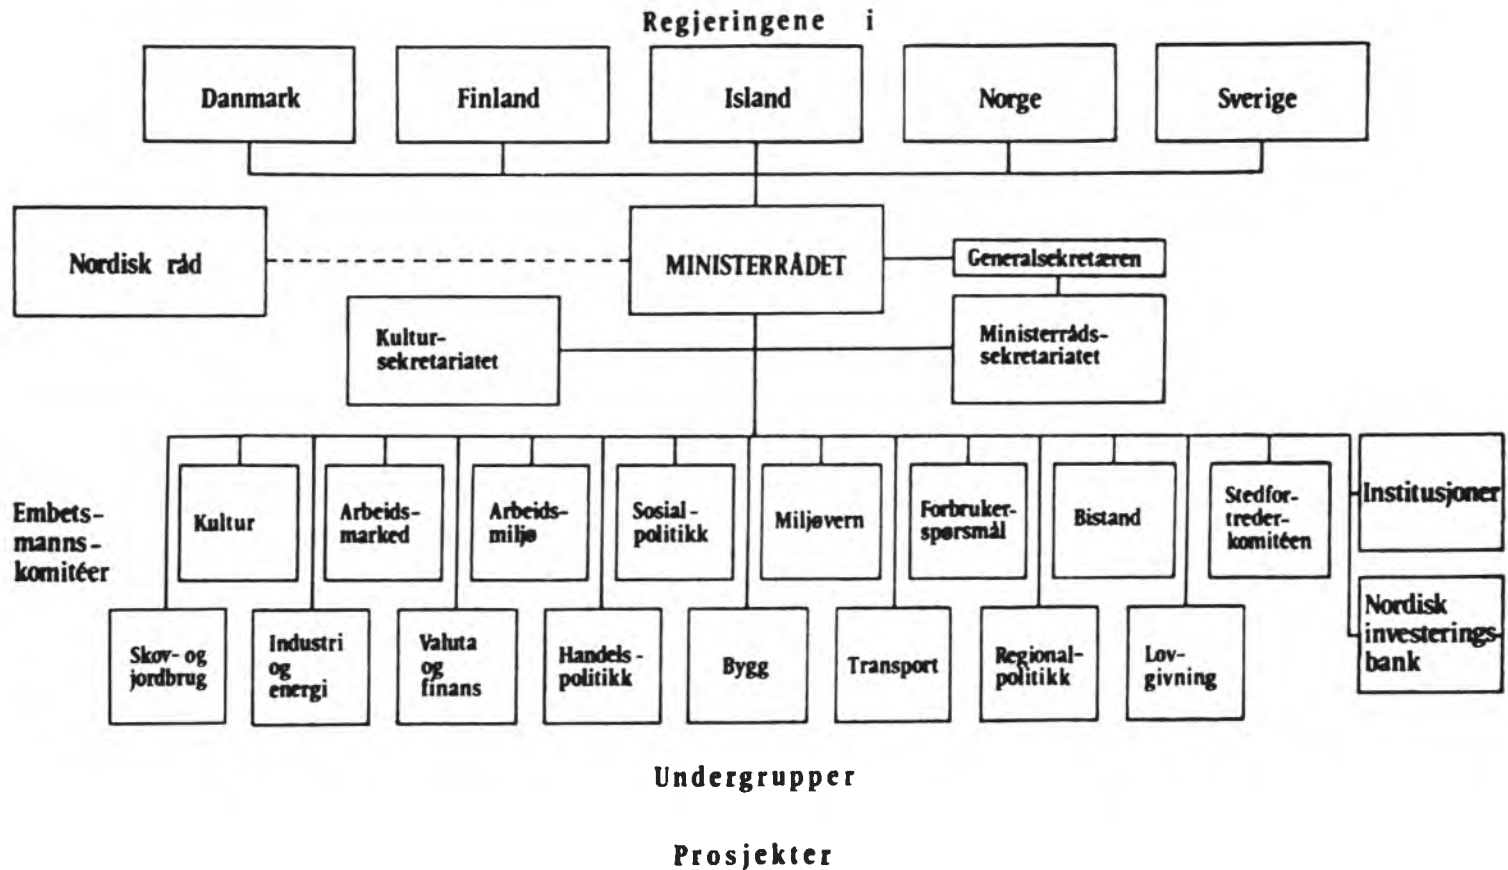 Regjeringene i
Danmark
Finland
Island
Norge
Sverige
Nordisk råd
MINISTERRÅDET
Generalsekretæren
Kultur-
sekretariatet
Ministerråds-
sekretariatet
Embets-
manns-
komitéer
Kultur
Arbeids-
marked
Arbeids-
miljø
Sosial-
politikk
Miljøvern
Forbruker-
spørsmål
Bistand
Stedfor-
treder-
komitéen
Institusjoner
Skov- og
jordbrug
Industri
og
energi
Valuta
og
finans
Handels-
politikk
Bygg
Transport
Regional-
politikk
Lov-
givning
Nordisk
investerings-
bank
Undergrupper
Prosjekter